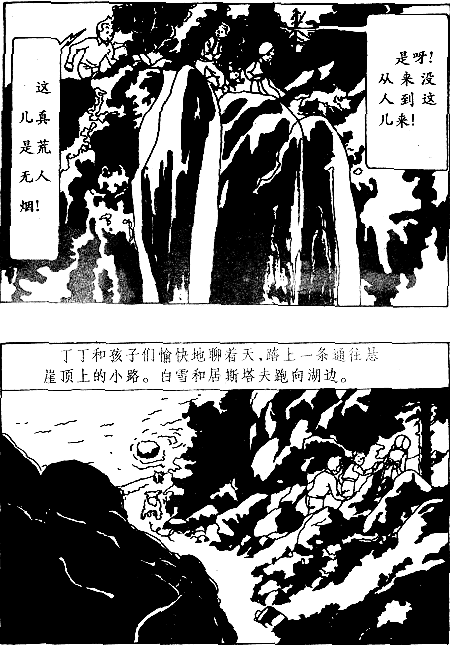 这
儿真
是荒
无人
烟!
是呀!
从来没
人到这
儿来!
丁丁和孩子们愉快地聊着天,踏上一条通往悬
崖顶上的小路。白雪和居斯塔夫跑向湖边。